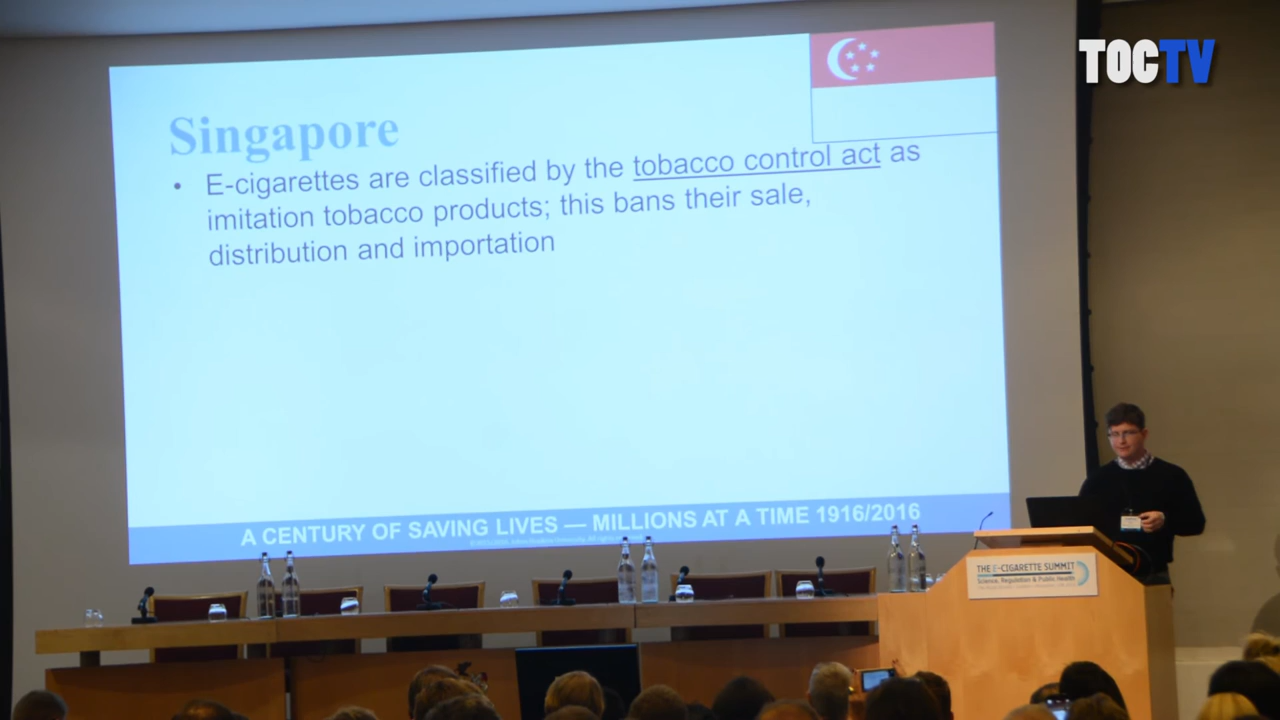 TOCTV
Singapore
• E-cigarettes are classified by the tobacco control act as
imitation tobacco products; this bans their sale,
distribution and importation
A CENTURY OF SAVING LIVES — MILLIONS AT A TIME 1916/2016
THE E-CIGARETTE SUMMIT
Science, Regulation & Public Health